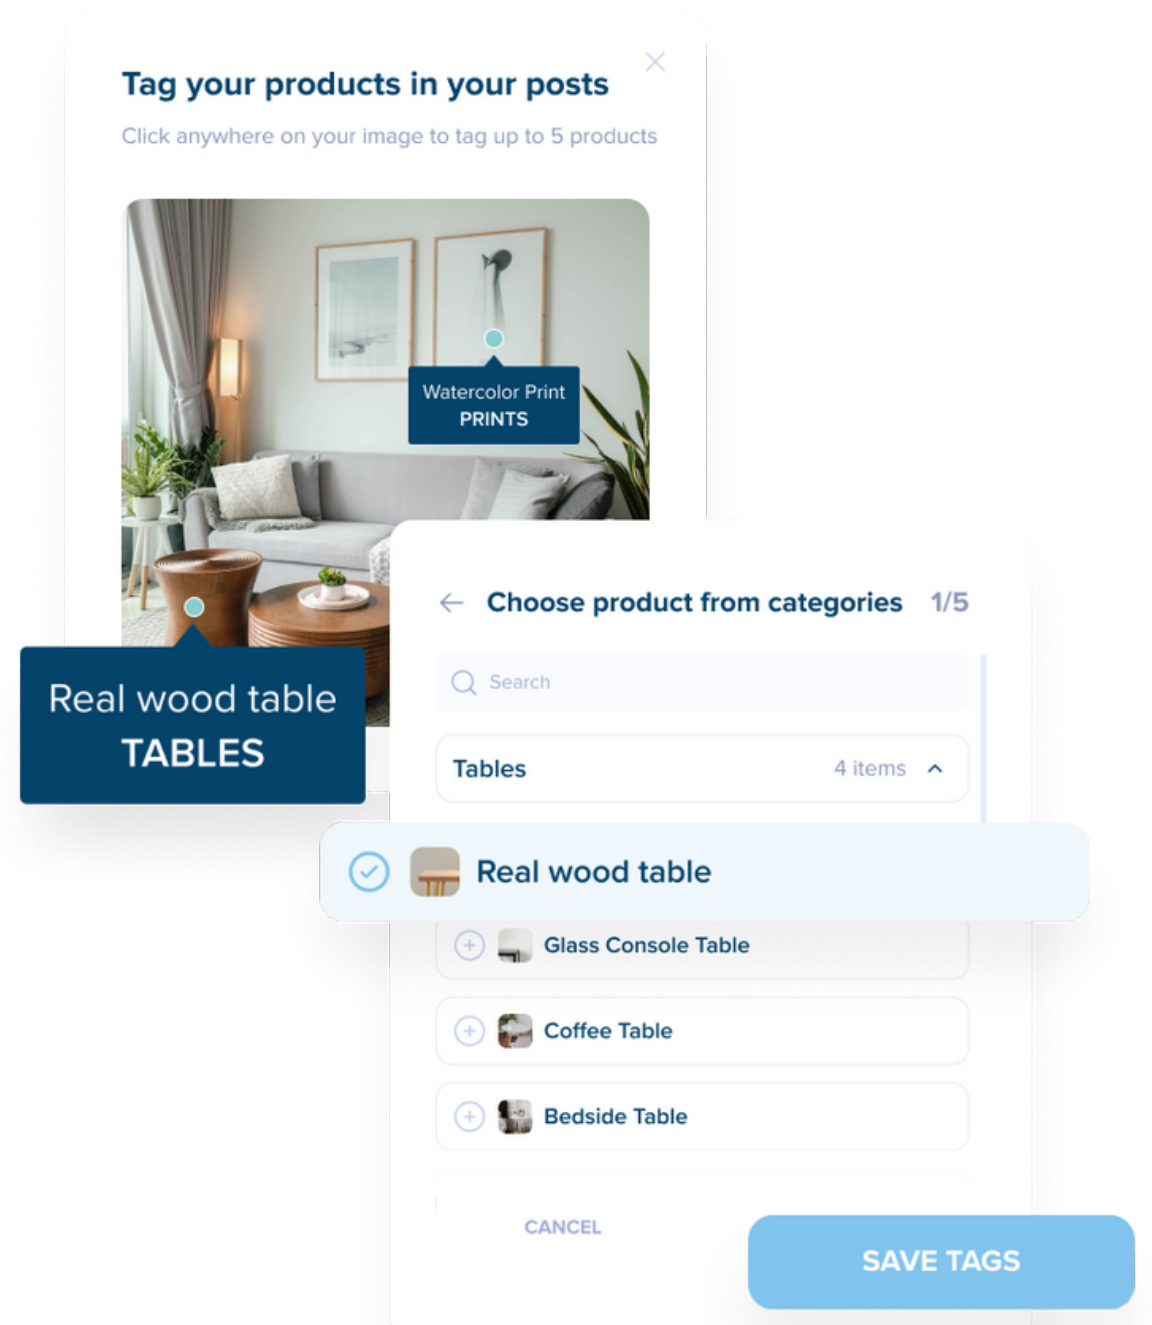 Tag your products in your posts
Click anywhere on your image to tag up to 5 products
Watercolor Print
PRINTS
Real wood table
TABLES
Choose product from categories 1/5
Search
Tables 4 items
Real wood table
Glass Console Table
Coffee Table
Bedside Table
CANCEL
SAVE TAGS